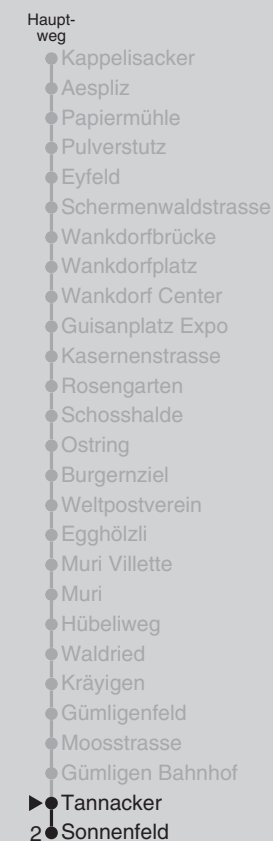 Haupt-
weg
Kappelisacker
Aespliz
Papiermühle
Pulverstutz
Eyfeld
Schermenwaldstrasse
Wankdorfbrücke
Wankdorfplatz
Wankdorf Center
Guisanplatz Expo
Kasernenstrasse
Rosengarten
Schosshalde
Ostring
Burgernziel
Weltpostverein
Egghölzli
Muri Villette
Muri
Hübeliweg
Waldried
Kräyigen
Gümligenfeld
Moosstrasse
Gümligen Bahnhof
Tannacker
2 Sonnenfeld